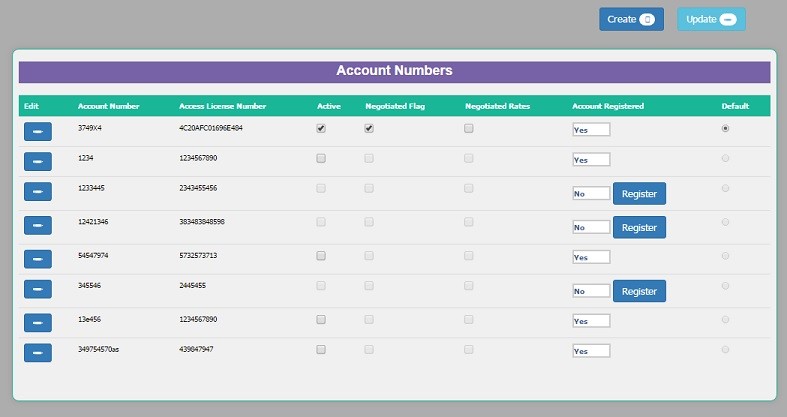 Create
Update
Account Numbers
Edit Account Number Access License Number Active Negotiated Flag Negotiated Rates Account Registered Default
3749X4 4C20AFC01696E484 Yes
1234 1234567890 Yes
1233445 2343455456 No Register
12421346 383483848598 No Register
54547974 5732573713 Yes
345546 2445455 No Register
13e456 1234567890 Yes
349754570as 439847947 Yes